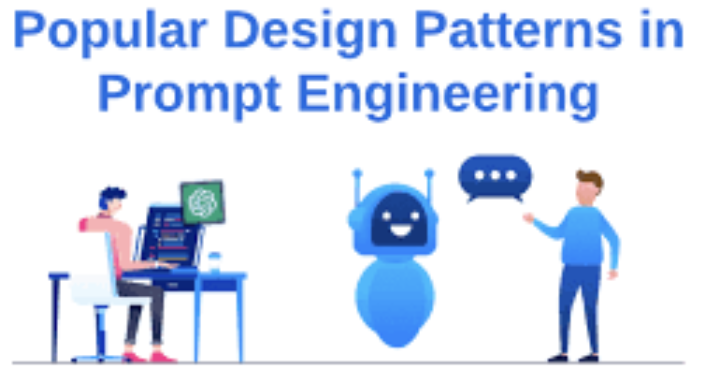 Popular Design Patterns in
Prompt Engineering